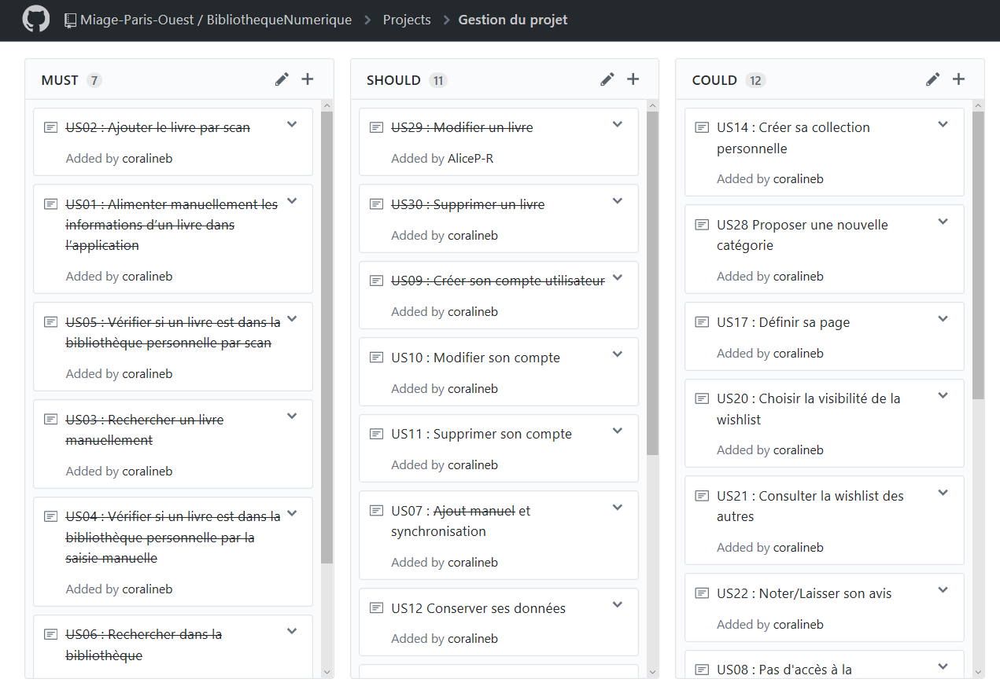 Miage-Paris-Ouest / BibliothequeNumerique > Projects > Gestion du projet
MUST 7
US02 : Ajouter le livre par scan
Added by coralineb
US01 : Alimenter manuellement les
informations d’un livre dans
l’application
Added by coralineb
US05 : Vérifier si un livre est dans la
bibliothèque personnelle par scan
Added by coralineb
US03 : Rechercher un livre
manuellement
Added by coralineb
US04 : Vérifier si un livre est dans la
bibliothèque personnelle par la
saisie manuelle
Added by coralineb
US06 : Rechercher dans la
bibliothèque
SHOULD 11
US29 : Modifier un livre
Added by AliceP-R
US30 : Supprimer un livre
Added by coralineb
US09 : Créer son compte utilisateur
Added by coralineb
US10 : Modifier son compte
Added by coralineb
US11 : Supprimer son compte
Added by coralineb
US07 : Ajout manuel et
synchronisation
Added by coralineb
US12 Conserver ses données
Added by coralineb
COULD 12
US14 : Créer sa collection
personnelle
Added by coralineb
US28 Proposer une nouvelle
catégorie
Added by coralineb
US17 : Définir sa page
Added by coralineb
US20 : Choisir la visibilité de la
wishlist
Added by coralineb
US21 : Consulter la wishlist des
autres
Added by coralineb
US22 : Noter/Laisser son avis
Added by coralineb
US08 : Pas d'accès à la